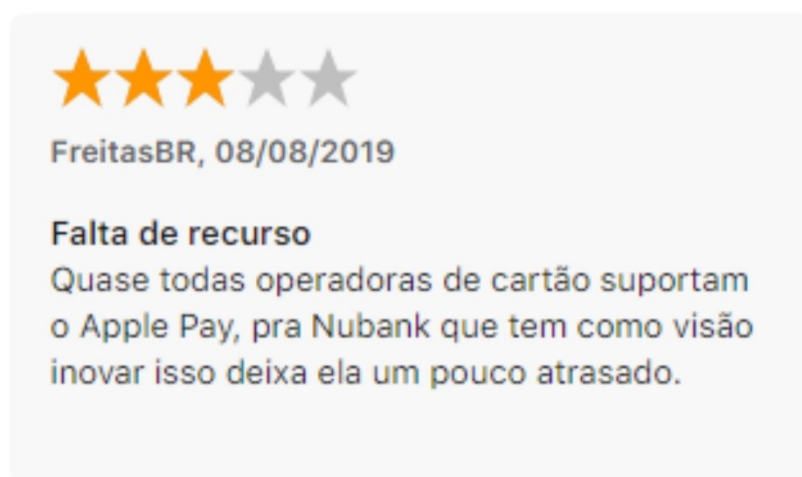 FreitasBR, 08/08/2019
Falta de recurso
Quase todas operadoras de cartão suportam
o Apple Pay, pra Nubank que tem como visão
inovar isso deixa ela um pouco atrasado.